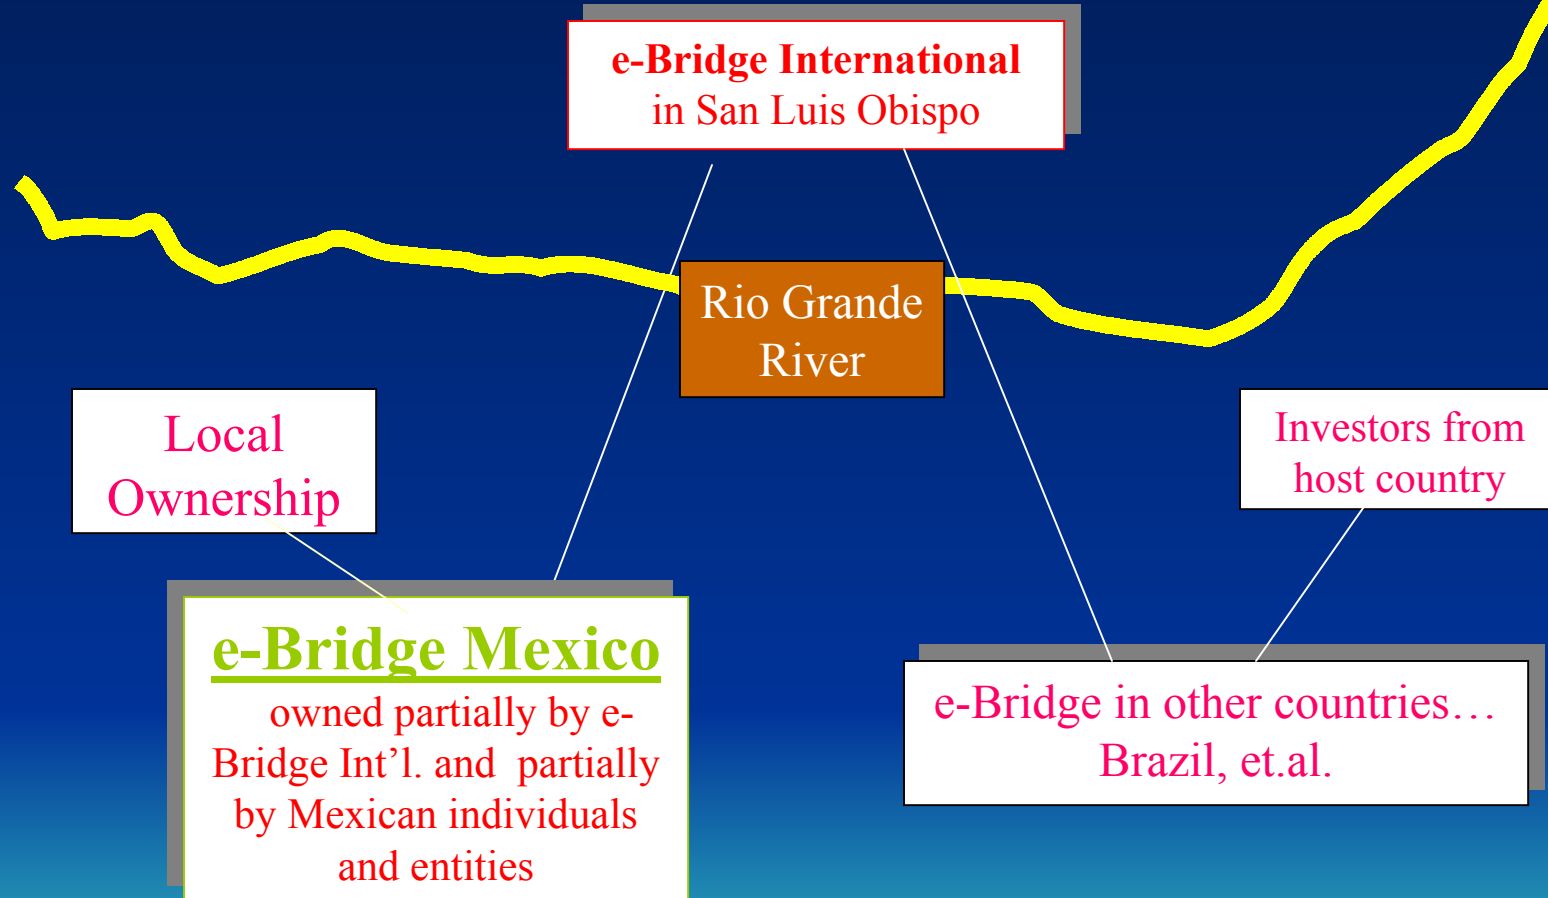 e-Bridge International
in San Luis Obispo
Rio Grande
River
Local
Ownership
Investors from
host country
e-Bridge Mexico
owned partially by e-
Bridge Int’l. and  partially
by Mexican individuals
and entities
e-Bridge in other countries…
Brazil, et.al.